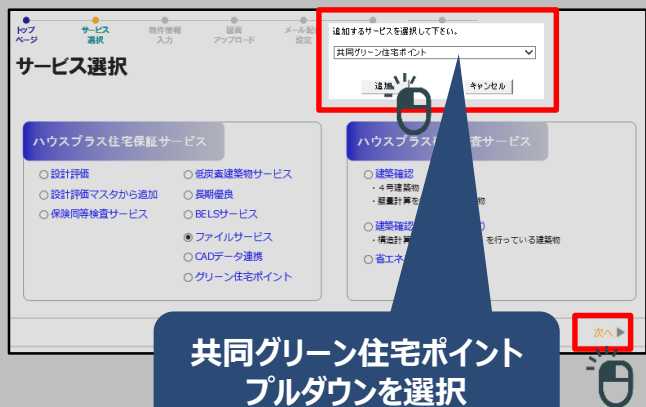 トップ
ページ
サービス
選択
物件情報
入力
図面
アップロード
メール配信
設定
サービス選択
追加するサービスを選択して下さい。
共同グリーン住宅ポイント
追加
キャンセル
ハウスプラス住宅保証サービス
○設計評価
○設計評価マスタから追加
○保険同等検査サービス
○低炭素建築物サービス
○長期優良
○BELSサービス
◉ファイルサービス
○CADデータ連携
○グリーン住宅ポイント
ハウスプラス
査サービス
○建築確認
・4号建築物
物
○建築確認
・構造計算
を行っている建築物
○省エネ
次へ▶
共同グリーン住宅ポイント
プルダウンを選択